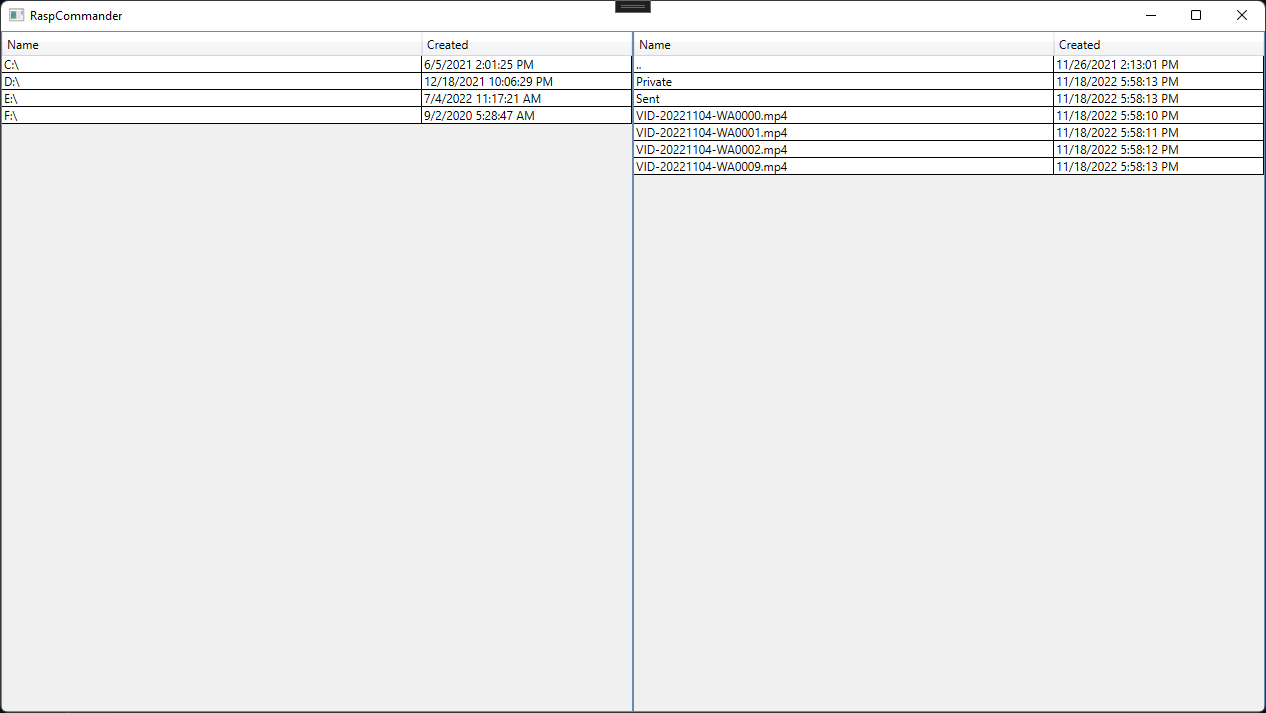 RaspCommander
Name Created
C:\ 6/5/2021 2:01:25 PM
D:\ 12/18/2021 10:06:29 PM
E:\ 7/4/2022 11:17:21 AM
F:\ 9/2/2020 5:28:47 AM
Name Created
.. 11/26/2021 2:13:01 PM
Private 11/18/2022 5:58:13 PM
Sent 11/18/2022 5:58:13 PM
VID-20221104-WA0000.mp4 11/18/2022 5:58:10 PM
VID-20221104-WA0001.mp4 11/18/2022 5:58:11 PM
VID-20221104-WA0002.mp4 11/18/2022 5:58:12 PM
VID-20221104-WA0009.mp4 11/18/2022 5:58:13 PM